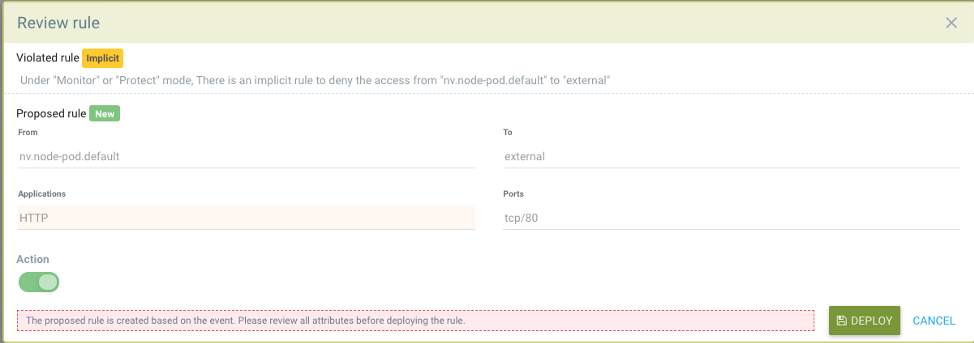 Review rule
Violated rule Implicit
Under "Monitor" or "Protect" mode, There is an implicit rule to deny the access from "nv.node-pod.default" to "external"
Proposed rule New
From
To
nv.node-pod.default
external
Applications
Ports
HTTP
tcp/80
Action
The proposed rule is created based on the event. Please review all attributes before deploying the rule.
DEPLOY
CANCEL